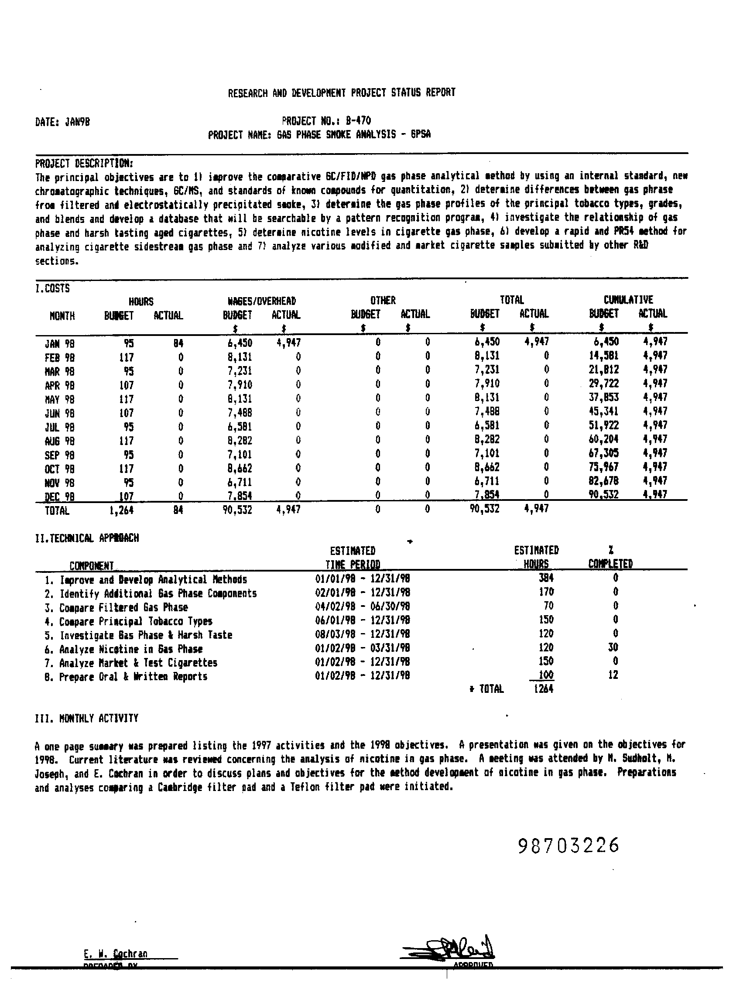 RESEARCH AND DEVELOPMENT PROJECT STATUS REPORT
DATE: JAN98 PROJECT NO.: B-470
PROJECT NAME: GAS PHASE SMOKE ANALYSIS - GPSA
PROJECT DESCRIPTION:
The principal objectives are to 1) improve the comparative GC/FID/NPD gas phase analytical method by using an internal standard, new
chromatographic techniques, GC/MS, and standards of known compounds for quantitation, 2) determine differences between gas phrase
from filtered and electrostatically precipitated smoke, 3) determine the gas phase profiles of the principal tobacco types, grades,
and blends and develop a database that will be searchable by a pattern recognition program, 4) investigate the relationship of gas
phase and harsh tasting aged cigarettes, 5) determine nicotine levels in cigarette gas phase, 6) develop a rapid and PR54 method for
analyzing cigarette sidestream gas phase and 7) analyze various modified and market cigarette samples submitted by other R&D
sections.
I.COSTS
HOURS WAGES/OVERHEAD OTHER TOTAL CUMULATIVE
MONTH BUDGET ACTUAL BUDGET ACTUAL BUDGET ACTUAL BUDGET ACTUAL BUDGET ACTUAL
$ $ $ $ $ $ $ $
JAN 98 95 84 6,450 4,947 0 0 6,450 4,947 6,450 4,947
FEB 98 117 0 8,131 0 0 0 8,131 0 14,581 4,947
MAR 98 95 0 7,231 0 0 0 7,231 0 21,812 4,947
APR 98 107 0 7,910 0 0 0 7,910 0 29,722 4,947
MAY 98 117 0 8,131 0 0 0 8,131 0 37,853 4,947
JUN 98 107 0 7,488 0 0 0 7,488 0 45,341 4,947
JUL 98 95 0 6,581 0 0 0 6,581 0 51,922 4,947
AUG 98 117 0 8,282 0 0 0 8,282 0 60,204 4,947
SEP 98 95 0 7,101 0 0 0 7,101 0 67,305 4,947
OCT 98 117 0 8,662 0 0 0 8,662 0 75,967 4,947
NOV 98 95 0 6,711 0 0 0 6,711 0 82,678 4,947
DEC 98 107 0 7,854 0 0 0 7,854 0 90,532 4,947
TOTAL 1,264 84 90,532 4,947 0 0 90,532 4,947
II.TECHNICAL APPROACH
ESTIMATED ESTIMATED %
COMPONENT TIME PERIOD HOURS COMPLETED
1. Improve and Develop Analytical Methods 01/01/98 - 12/31/98 384 0
2. Identify Additional Gas Phase Components 02/01/98 - 12/31/98 170 0
3. Compare Filtered Gas Phase 04/02/98 - 06/30/98 70 0
4. Compare Principal Tobacco Types 06/01/98 - 12/31/98 150 0
5. Investigate Gas Phase & Harsh Taste 08/03/98 - 12/31/98 120 0
6. Analyze Nicotine in Gas Phase 01/02/98 - 03/31/98 120 30
7. Analyze Market & Test Cigarettes 01/02/98 - 12/31/98 150 0
8. Prepare Oral & Written Reports 01/02/98 - 12/31/98 100 12
* TOTAL 1264
III. MONTHLY ACTIVITY
A one page summary was prepared listing the 1997 activities and the 1998 objectives. A presentation was given on the objectives for
1998. Current literature was reviewed concerning the analysis of nicotine in gas phase. A meeting was attended by M. Sudholt, M.
Joseph, and E. Cochran in order to discuss plans and objectives for the method development of nicotine in gas phase. Preparations
and analyses comparing a Cambridge filter pad and a Teflon filter pad were initiated.
98703226
E. W. Cochran
PREPARED BY APPROVED